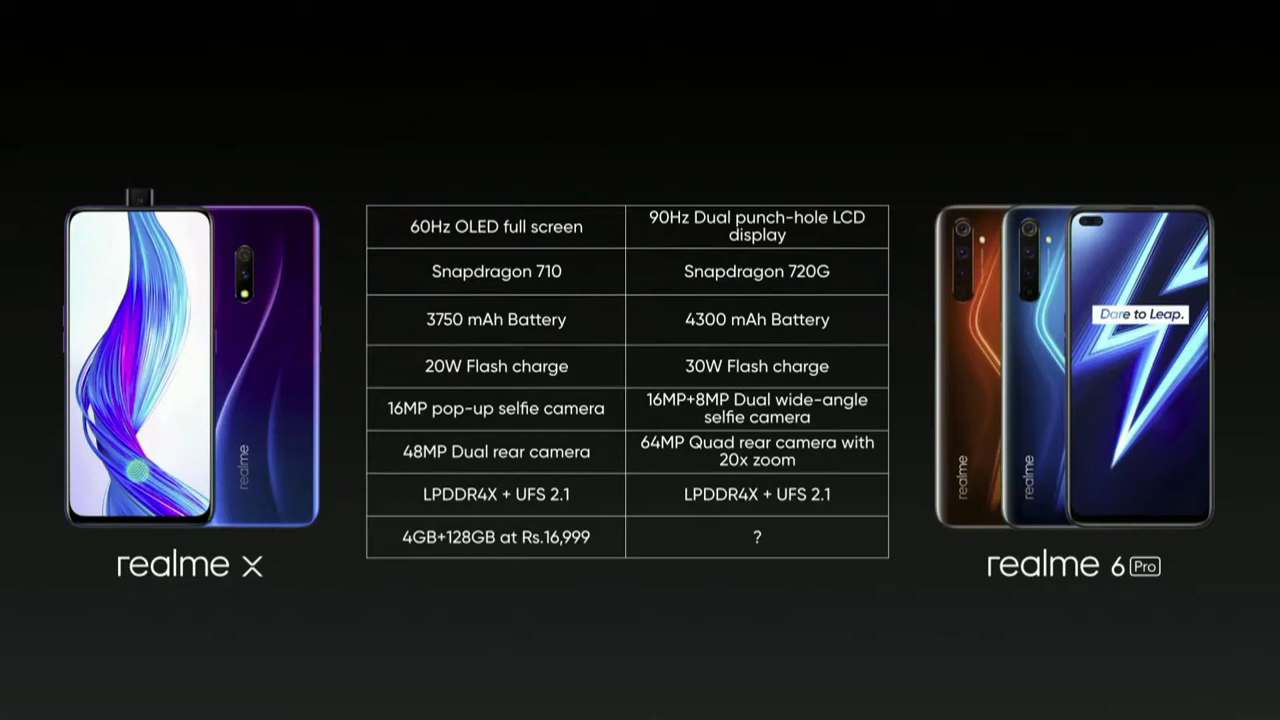 60Hz OLED full screen
90Hz Dual punch-hole LCD
display
Snapdragon 710
Snapdragon 720G
3750 mAh Battery
4300 mAh Battery
20W Flash charge
30W Flash charge
16MP pop-up selfie camera
16MP+8MP Dual wide-angle
selfie camera
48MP Dual rear camera
64MP Quad rear camera with
20x zoom
LPDDR4X + UFS 2.1
LPDDR4X + UFS 2.1
4GB+128GB at Rs.16,999
?
realme
realme X
realme
realme
Dare to Leap.
realme 6 Pro